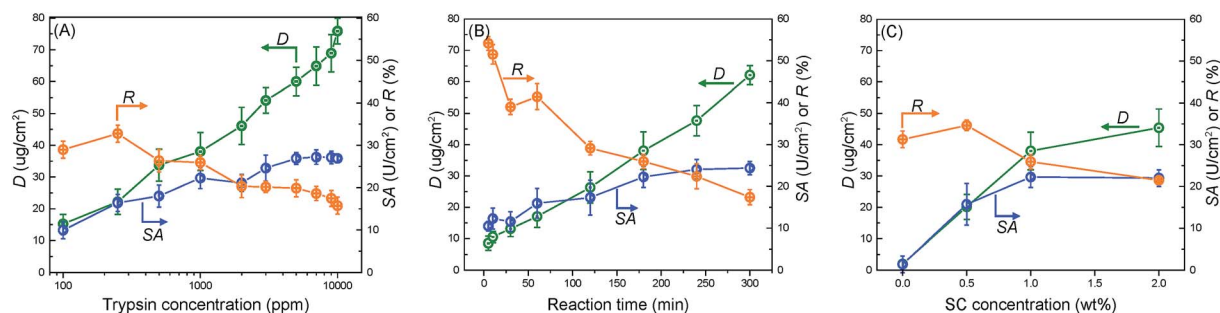 (A)
D
R
SA
D (ug/cm²)
80
70
60
50
40
30
20
10
0
60
50
40
30
20
10
0
SA (U/cm²) or R (%)
100
1000
10000
Trypsin concentration (ppm)
(B)
R
D
SA
D (ug/cm²)
80
70
60
50
40
30
20
10
0
60
50
40
30
20
10
0
SA (U/cm²) or R (%)
0 50 100 150 200 250 300
Reaction time (min)
(C)
R
D
SA
D (ug/cm²)
80
70
60
50
40
30
20
10
0
60
50
40
30
20
10
0
SA (U/cm²) or R (%)
0.0 0.5 1.0 1.5 2.0
SC concentration (wt%)